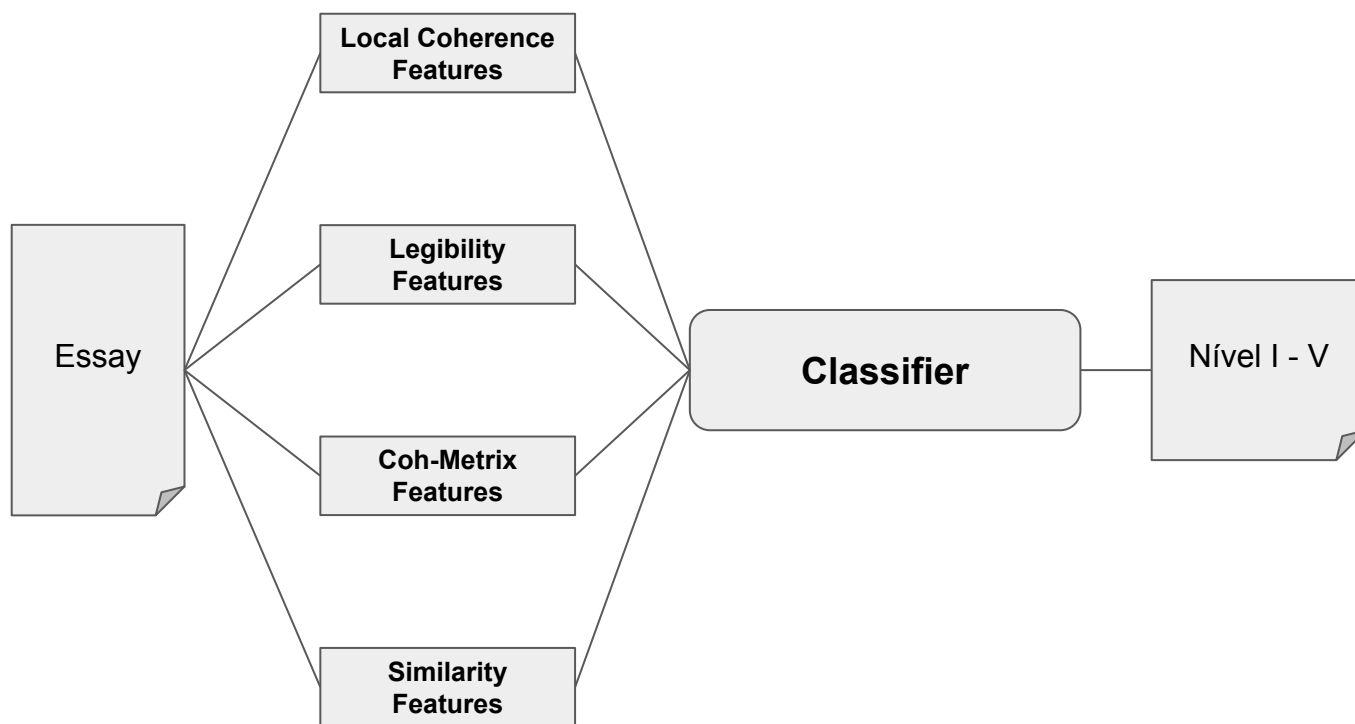 Local Coherence
Features
Legibility
Features
Essay
Classifier
Nível I - V
Coh-Metrix
Features
Similarity
Features